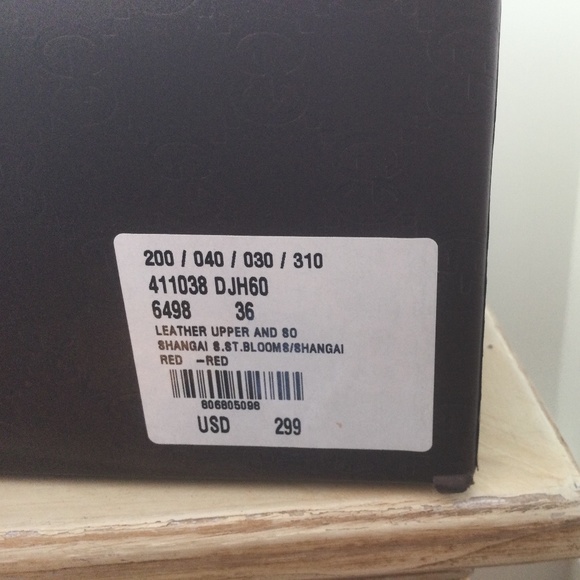 200 / 040 / 030 / 310
411038 DJH60
6498 36
LEATHER UPPER AND SO
SHANGAI S.ST.BLOOMS/SHANGAI
RED -RED
806805098
USD 299